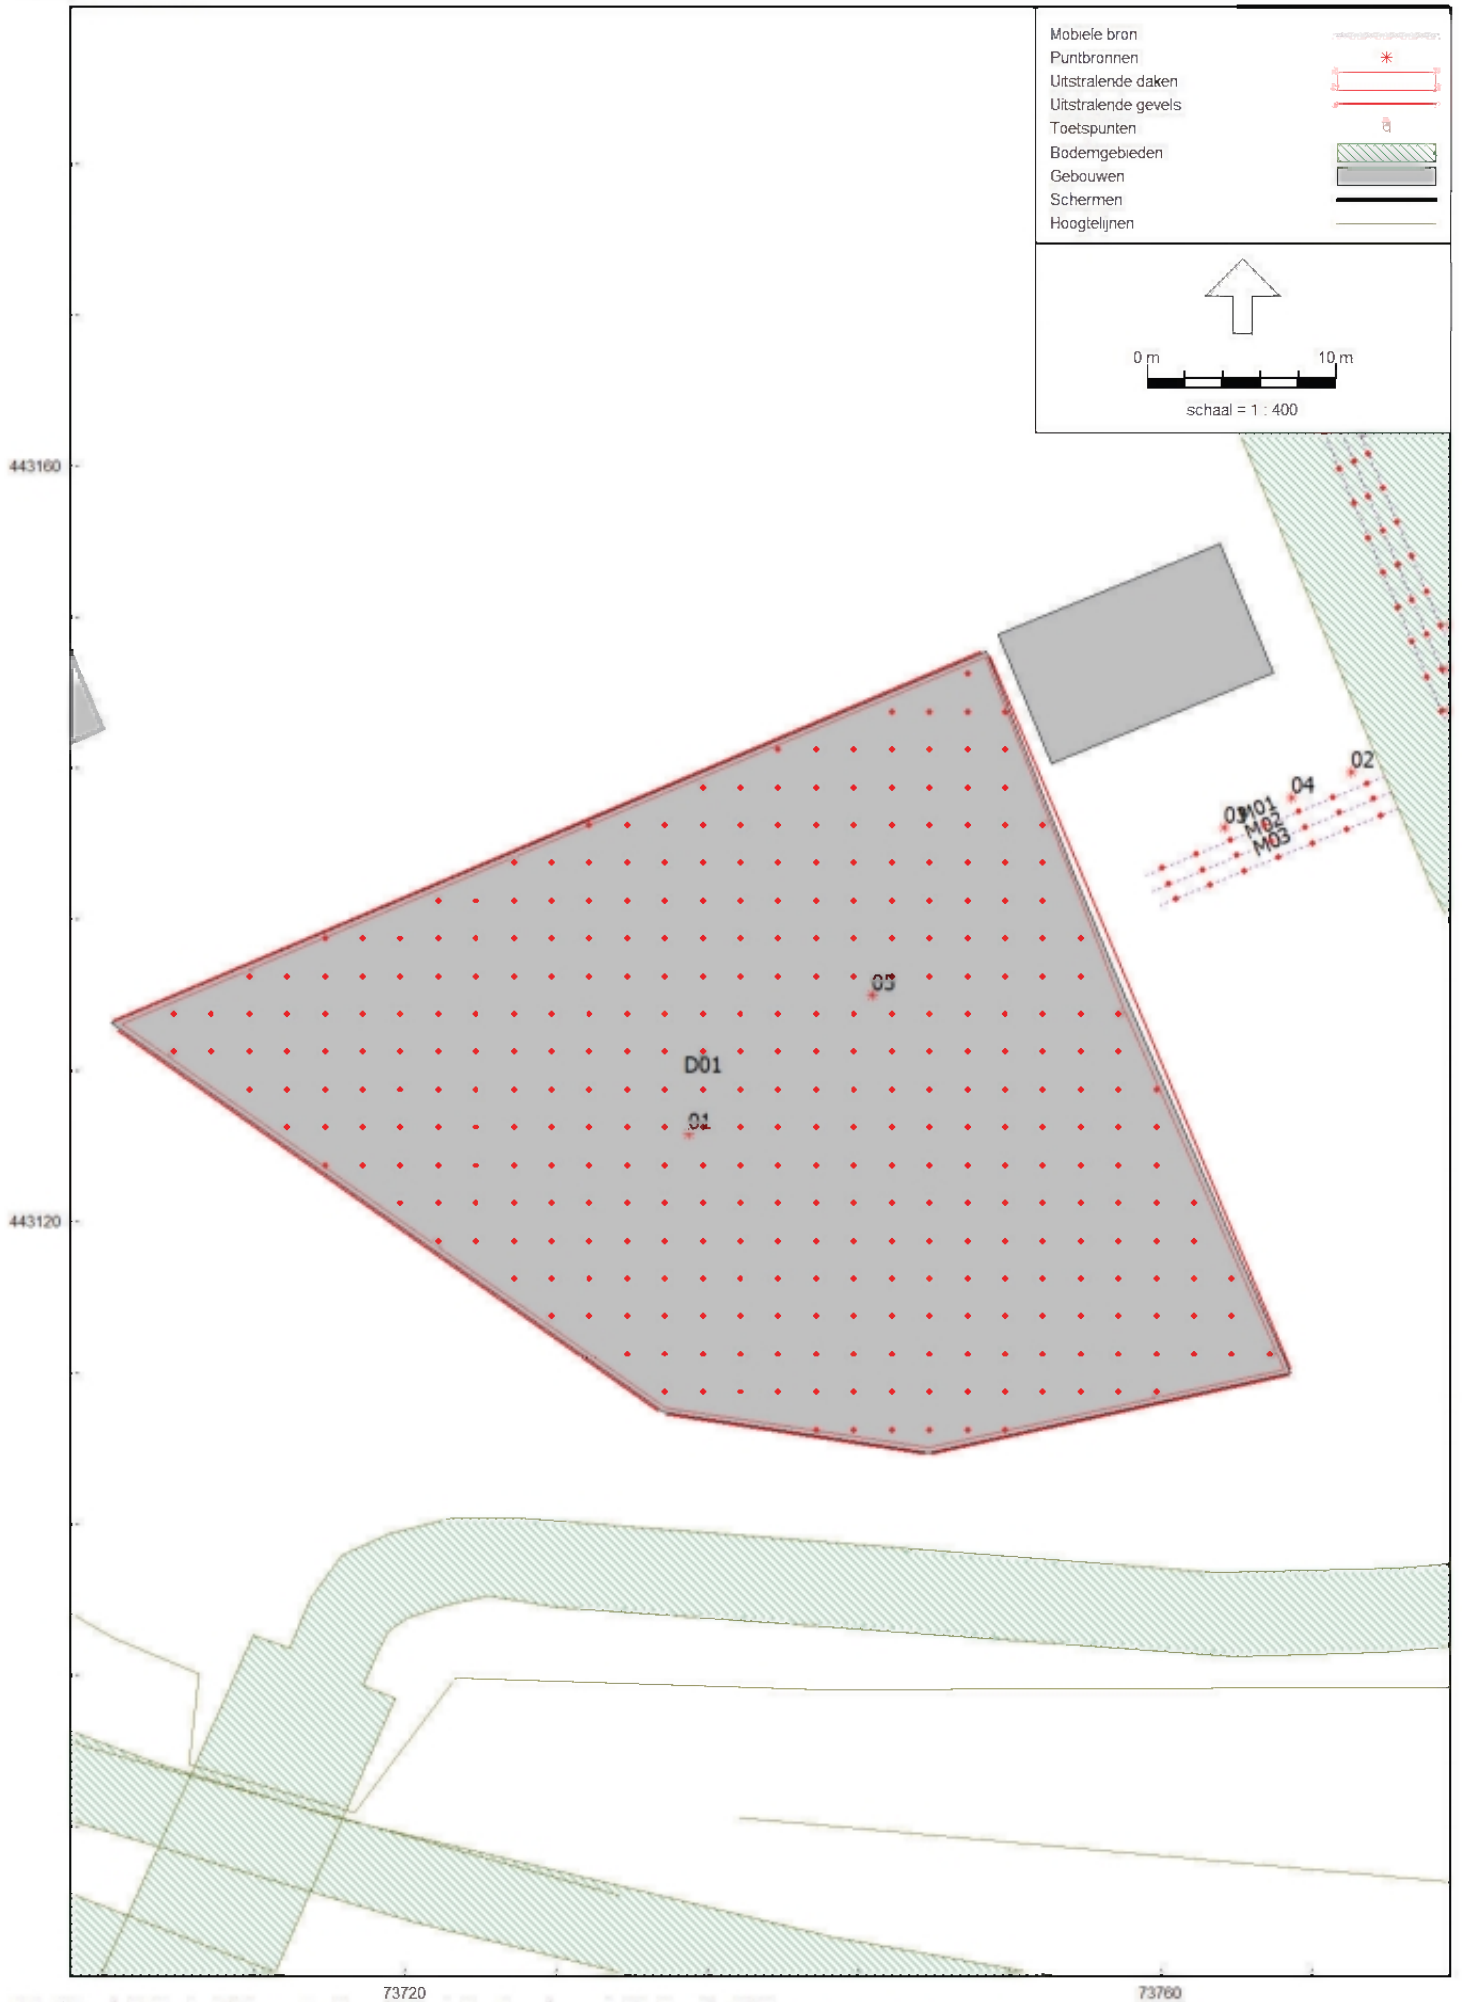 Mobiele bron
Puntbronnen
Uitstralende daken
Uitstralende gevels
Toetspunten
Bodemgebieden
Gebouwen
Schermen
Hoogtelijnen
0 m 10 m
schaal = 1 : 400
443160
02
04
03 M01
M02
M03
05
D01
01
443120
73720 73760